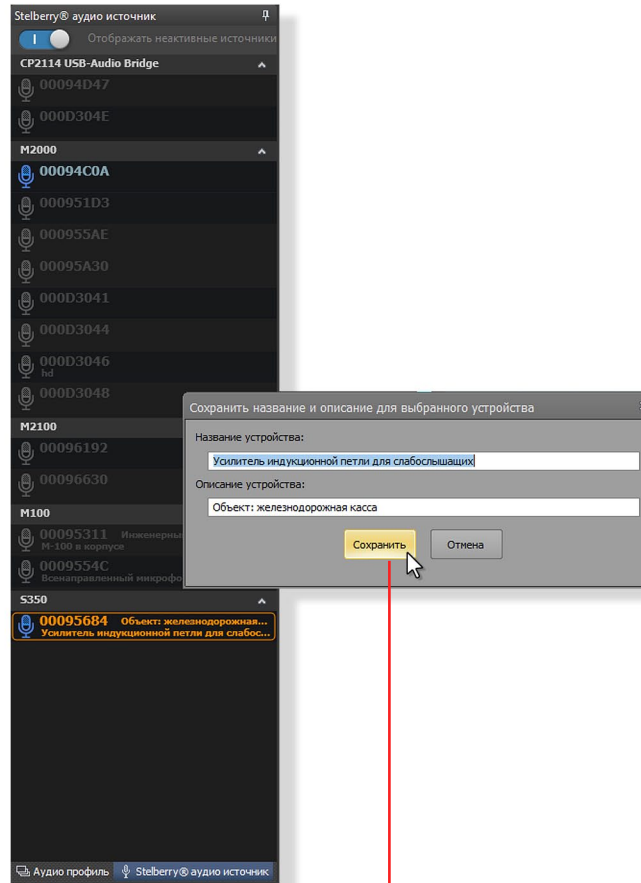 Stelberry® аудио источник
Отображать неактивные источники
CP2114 USB-Audio Bridge
00094D47
000D304E
M2000
00094C0A
000951D3
000955AE
00095A30
000D3041
000D3044
000D3046
hd
000D3048
Сохранить название и описание для выбранного устройства
M2100
Название устройства:
00096192
Усилитель индукционной петли для слабослышащих
00096630
Описание устройства:
Объект: железнодорожная касса
M100
00095311 Инженерны
М-100 в корпусе
Сохранить
Отмена
0009554C
Всенаправленный микрофо
S350
00095684 Объект: железнодорожная...
Усилитель индукционной петли для слабос...
Аудио профиль
Stelberry® аудио источник